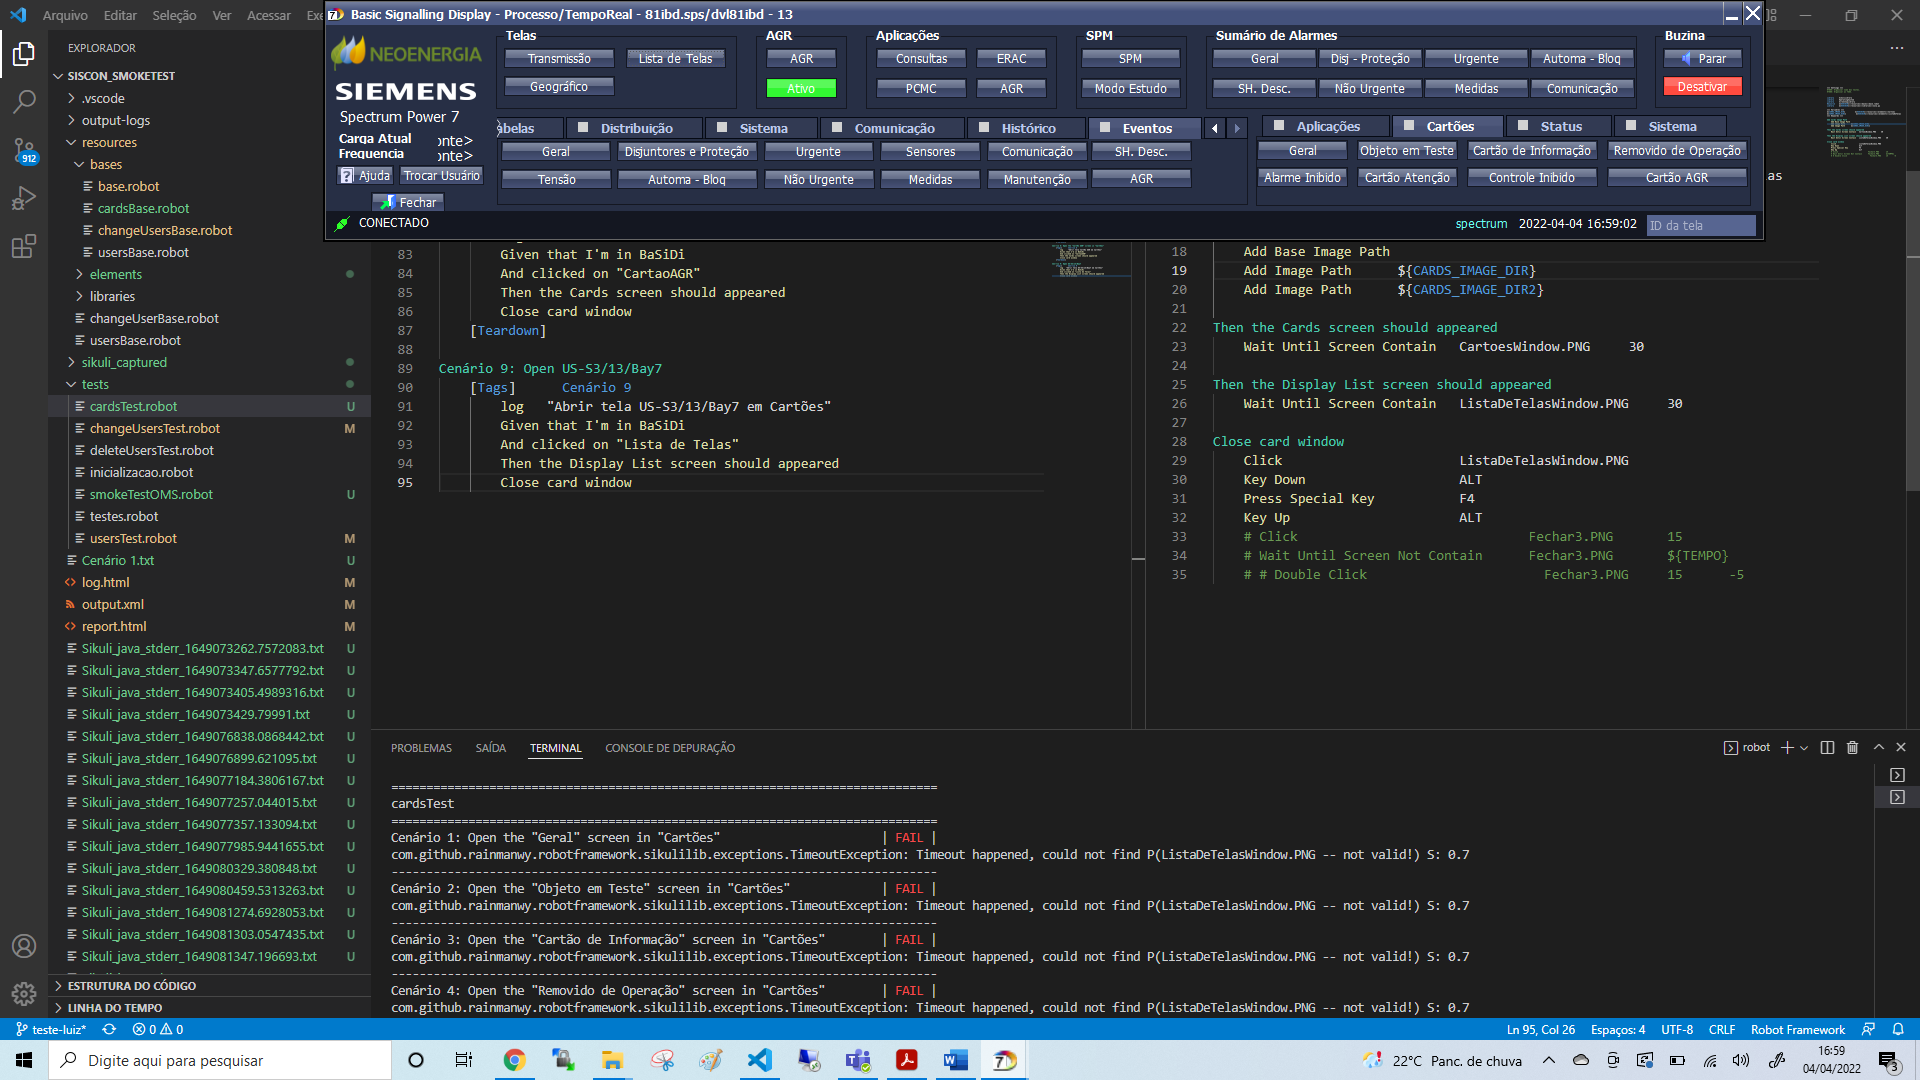 Arquivo Editar Seleção Ver Acessar Exe
Basic Signalling Display - Processo/TempoReal - 81ibd.sps/dvl81ibd - 13
NEOENERGIA
SIEMENS
Spectrum Power 7
Carga Atual
Frequencia
onte>
onte>
Ajuda
Trocar Usuário
Fechar
CONECTADO
Telas
Transmissão
Lista de Telas
Geográfico
AGR
AGR
Ativo
Aplicações
Consultas
ERAC
PCMC
AGR
SPM
SPM
Modo Estudo
Sumário de Alarmes
Geral
Disj - Proteção
Urgente
Automa - Bloq
SH. Desc.
Não Urgente
Medidas
Comunicação
Buzina
Parar
Desativar
abelas
Distribuição
Sistema
Comunicação
Histórico
Eventos
Geral
Disjuntores e Proteção
Urgente
Sensores
Comunicação
SH. Desc.
Tensão
Automa - Bloq
Não Urgente
Medidas
Manutenção
AGR
Aplicações
Cartões
Status
Sistema
Geral
Objeto em Teste
Cartão de Informação
Removido de Operação
Alarme Inibido
Cartão Atenção
Controle Inibido
Cartão AGR
spectrum 2022-04-04 16:59:02
ID da tela
as
EXPLORADOR
SISCON_SMOKETEST
.vscode
output-logs
resources
bases
base.robot
cardsBase.robot
changeUsersBase.robot
usersBase.robot
elements
libraries
changeUserBase.robot
usersBase.robot
sikuli_captured
tests
cardsTest.robot U
changeUsersTest.robot M
deleteUsersTest.robot
inicializacao.robot
smokeTestOMS.robot U
testes.robot
usersTest.robot M
Cenário 1.txt U
log.html M
output.xml M
report.html M
Sikuli_java_stderr_1649073262.7572083.txt U
Sikuli_java_stderr_1649073347.6577792.txt U
Sikuli_java_stderr_1649073405.4989316.txt U
Sikuli_java_stderr_1649073429.79991.txt U
Sikuli_java_stderr_1649076838.0868442.txt U
Sikuli_java_stderr_1649076899.621095.txt U
Sikuli_java_stderr_1649077184.3806167.txt U
Sikuli_java_stderr_1649077257.044015.txt U
Sikuli_java_stderr_1649077357.133094.txt U
Sikuli_java_stderr_1649077985.9441655.txt U
Sikuli_java_stderr_1649080329.380848.txt U
Sikuli_java_stderr_1649080459.5313263.txt U
Sikuli_java_stderr_1649081274.6928053.txt U
Sikuli_java_stderr_1649081303.0547435.txt U
Sikuli_java_stderr_1649081347.196693.txt U
ESTRUTURA DO CÓDIGO
LINHA DO TEMPO
912
83 Given that I'm in BaSiDi
84 And clicked on "CartaoAGR"
85 Then the Cards screen should appeared
86 Close card window
87 [Teardown]
88
89 Cenário 9: Open US-S3/13/Bay7
90 [Tags] Cenário 9
91 log "Abrir tela US-S3/13/Bay7 em Cartões"
92 Given that I'm in BaSiDi
93 And clicked on "Lista de Telas"
94 Then the Display List screen should appeared
95 Close card window
18 Add Base Image Path
19 Add Image Path ${CARDS_IMAGE_DIR}
20 Add Image Path ${CARDS_IMAGE_DIR2}
21
22 Then the Cards screen should appeared
23 Wait Until Screen Contain CartoesWindow.PNG 30
24
25 Then the Display List screen should appeared
26 Wait Until Screen Contain ListaDeTelasWindow.PNG 30
27
28 Close card window
29 Click ListaDeTelasWindow.PNG
30 Key Down ALT
31 Press Special Key F4
32 Key Up ALT
33 # Click Fechar3.PNG 15
34 # Wait Until Screen Not Contain Fechar3.PNG ${TEMPO}
35 # # Double Click Fechar3.PNG 15 -5
PROBLEMAS SAÍDA TERMINAL CONSOLE DE DEPURAÇÃO
robot
==============================================================================
cardsTest
==============================================================================
Cenário 1: Open the "Geral" screen in "Cartões" | FAIL |
com.github.rainmanwy.robotframework.sikulilib.exceptions.TimeoutException: Timeout happened, could not find P(ListaDeTelasWindow.PNG -- not valid!) S: 0.7
------------------------------------------------------------------------------
Cenário 2: Open the "Objeto em Teste" screen in "Cartões" | FAIL |
com.github.rainmanwy.robotframework.sikulilib.exceptions.TimeoutException: Timeout happened, could not find P(ListaDeTelasWindow.PNG -- not valid!) S: 0.7
------------------------------------------------------------------------------
Cenário 3: Open the "Cartão de Informação" screen in "Cartões" | FAIL |
com.github.rainmanwy.robotframework.sikulilib.exceptions.TimeoutException: Timeout happened, could not find P(ListaDeTelasWindow.PNG -- not valid!) S: 0.7
------------------------------------------------------------------------------
Cenário 4: Open the "Removido de Operação" screen in "Cartões" | FAIL |
com.github.rainmanwy.robotframework.sikulilib.exceptions.TimeoutException: Timeout happened, could not find P(ListaDeTelasWindow.PNG -- not valid!) S: 0.7
teste-luiz* 0 0
Ln 95, Col 26 Espaços: 4 UTF-8 CRLF Robot Framework
Digite aqui para pesquisar
22°C Panc. de chuva
16:59
04/04/2022
3